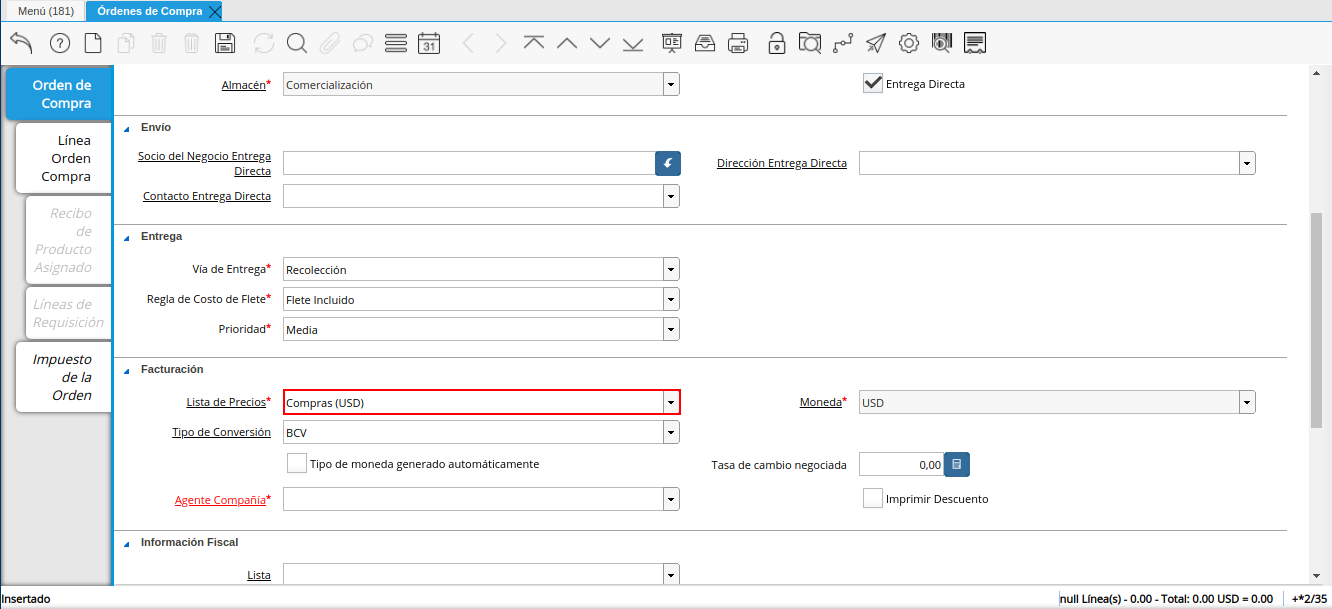 Menú (181)
Órdenes de Compra
31
Orden de
Compra
Línea
Orden
Compra
Recibo
de
Producto
Asignado
Líneas de
Requisición
Impuesto
de la
Orden
Almacén* Comercialización
Entrega Directa
Envío
Socio del Negocio Entrega
Directa
Dirección Entrega Directa
Contacto Entrega Directa
Entrega
Vía de Entrega* Recolección
Regla de Costo de Flete* Flete Incluido
Prioridad* Media
Facturación
Lista de Precios* Compras (USD)
Moneda* USD
Tipo de Conversión BCV
Tipo de moneda generado automáticamente
Tasa de cambio negociada 0,00
Agente Compañía*
Imprimir Descuento
Información Fiscal
Lista
Insertado
null Línea(s) - 0.00 - Total: 0.00 USD = 0.00
+*2/35